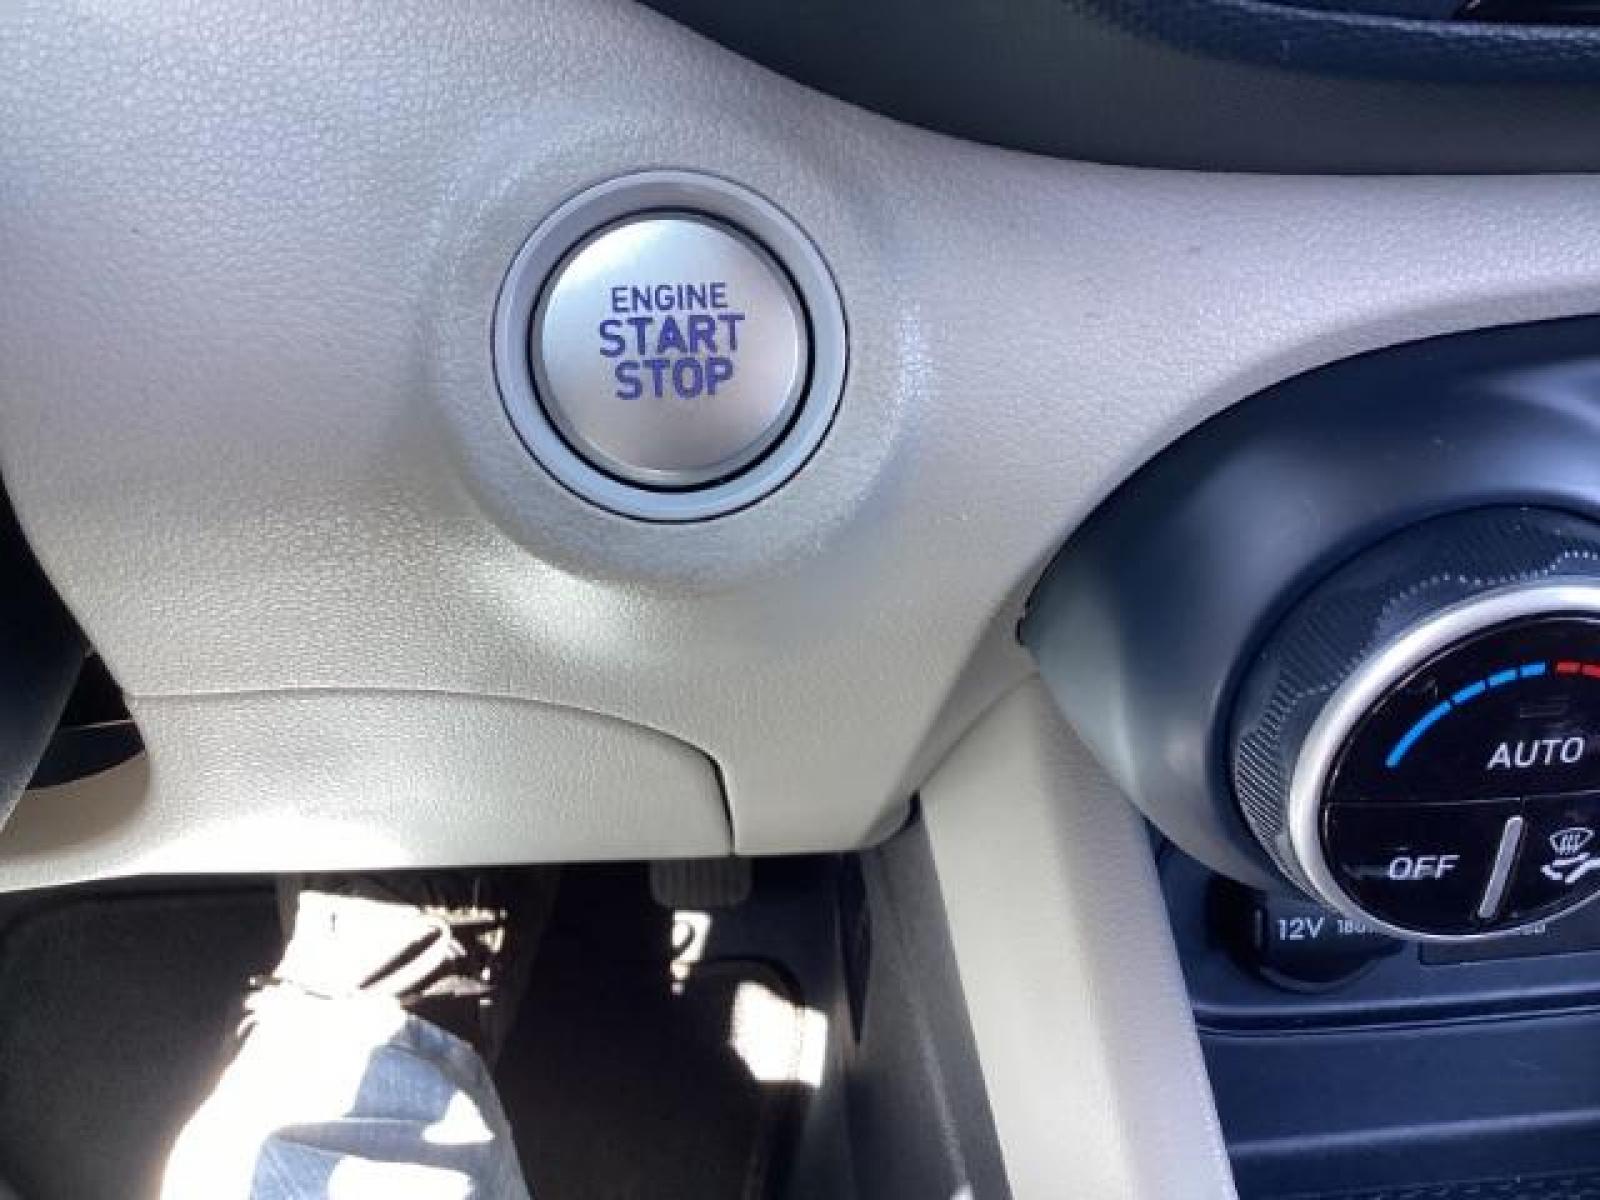 ENGINE
START
STOP
AUTO
OFF
12V